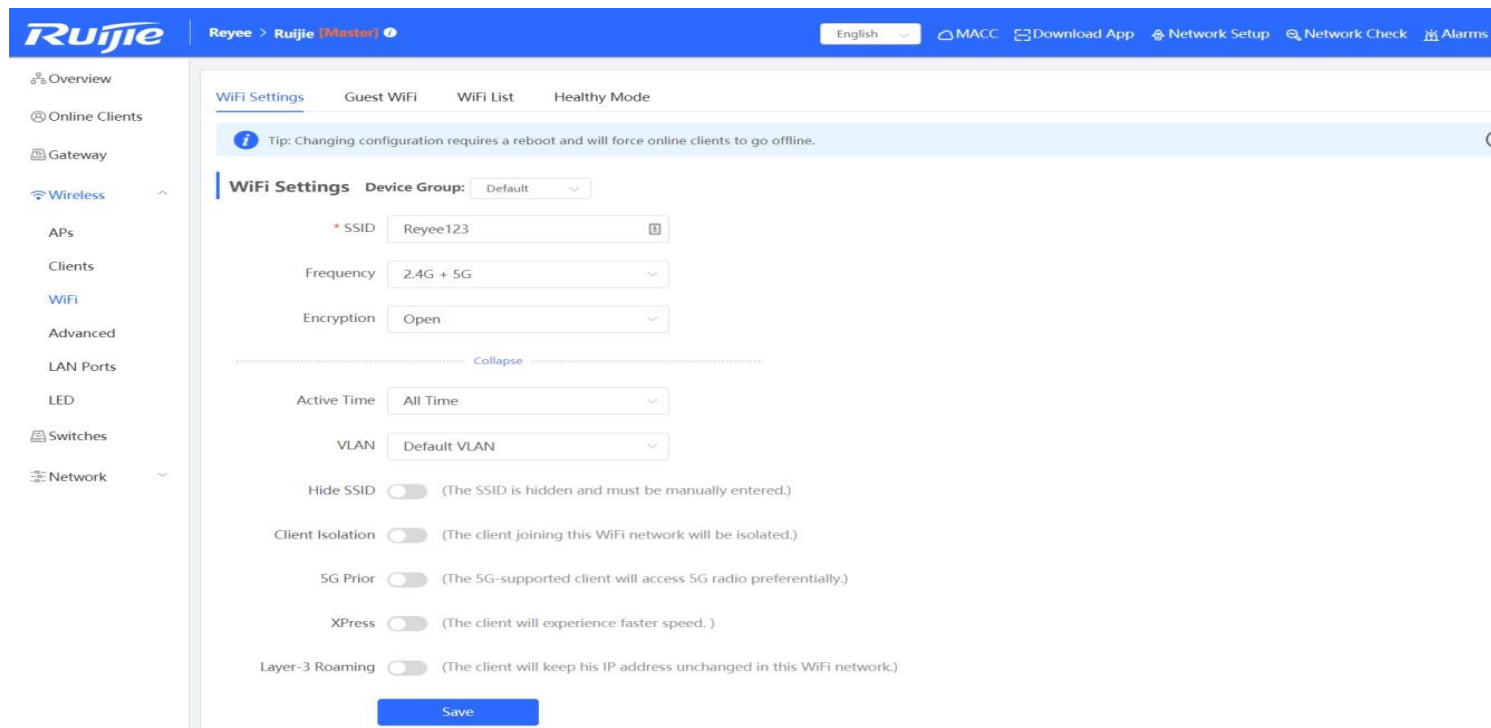 Ruijie
Reyee > Ruijie [Master]
English
MACC
Download App
Network Setup
Network Check
Alarms
Overview
Online Clients
Gateway
Wireless
APs
Clients
WiFi
Advanced
LAN Ports
LED
Switches
Network
WiFi Settings
Guest WiFi
WiFi List
Healthy Mode
Tip: Changing configuration requires a reboot and will force online clients to go offline.
WiFi Settings Device Group: Default
* SSID Reyee123
Frequency 2.4G + 5G
Encryption Open
Collapse
Active Time All Time
VLAN Default VLAN
Hide SSID (The SSID is hidden and must be manually entered.)
Client Isolation (The client joining this WiFi network will be isolated.)
5G Prior (The 5G-supported client will access 5G radio preferentially.)
XPress (The client will experience faster speed. )
Layer-3 Roaming (The client will keep his IP address unchanged in this WiFi network.)
Save